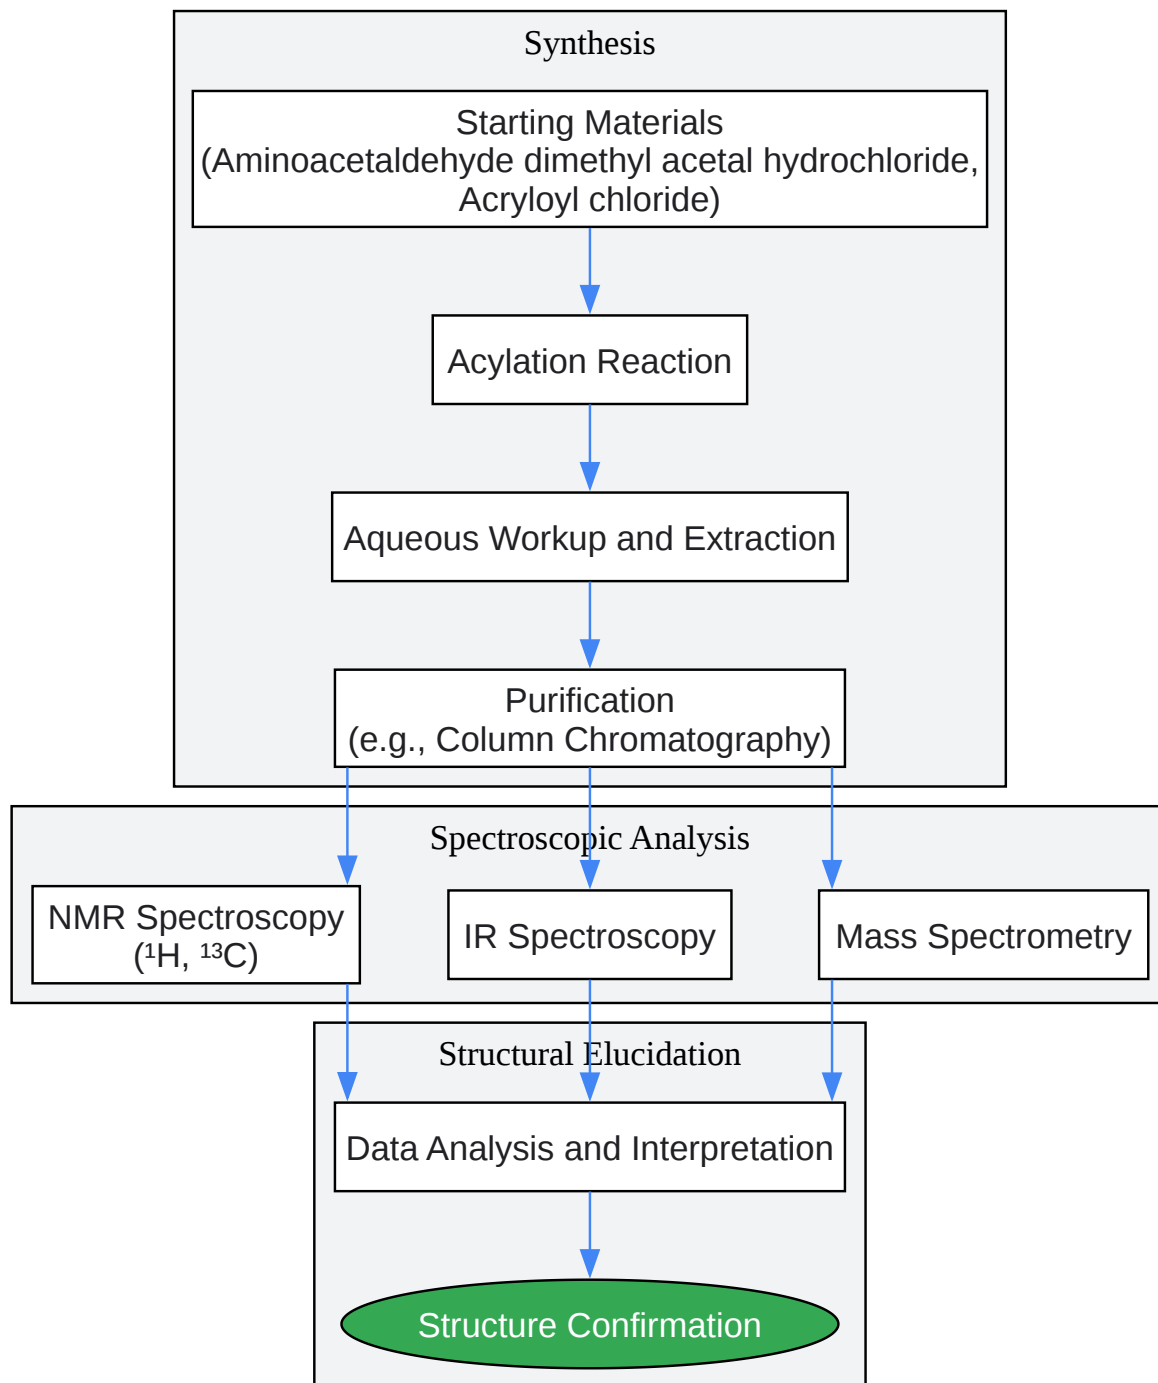 Synthesis
Starting Materials
(Aminoacetaldehyde dimethyl acetal hydrochloride,
Acryloyl chloride)
Acylation Reaction
Aqueous Workup and Extraction
Purification
(e.g., Column Chromatography)
Spectroscopic Analysis
NMR Spectroscopy
(¹H, ¹³C)
IR Spectroscopy
Mass Spectrometry
Structural Elucidation
Data Analysis and Interpretation
Structure Confirmation